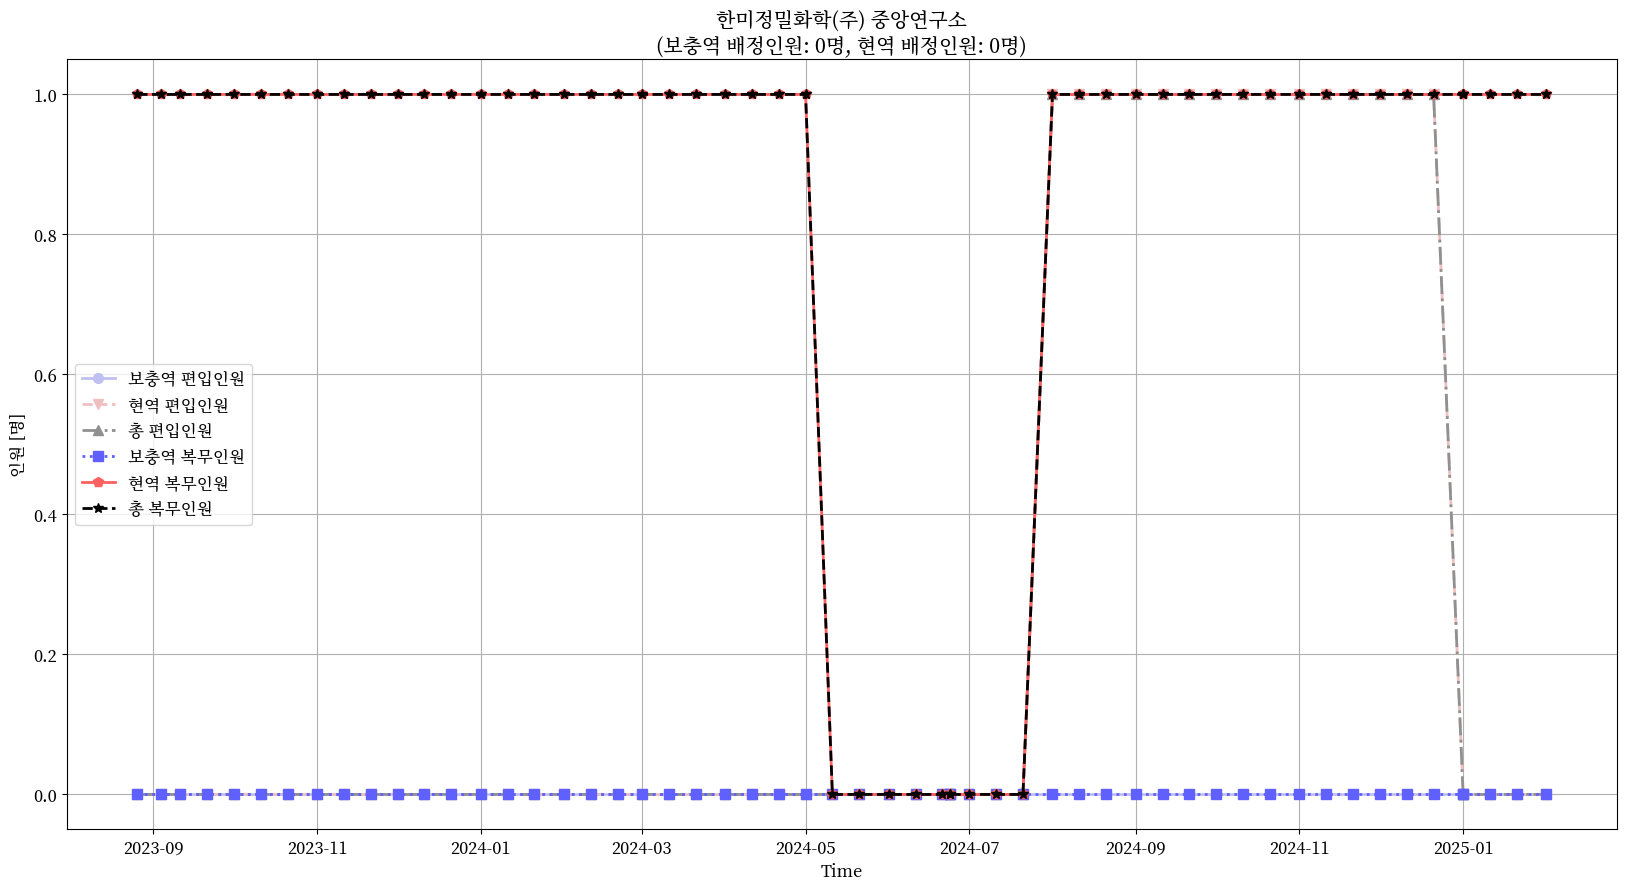 한미정밀화학(주) 중앙연구소
(보충역 배정인원: 0명, 현역 배정인원: 0명)
인원 [명]
1.0
0.8
0.6
0.4
0.2
0.0
보충역 편입인원
현역 편입인원
총 편입인원
보충역 복무인원
현역 복무인원
총 복무인원
2023-09 2023-11 2024-01 2024-03 2024-05 2024-07 2024-09 2024-11 2025-01
Time